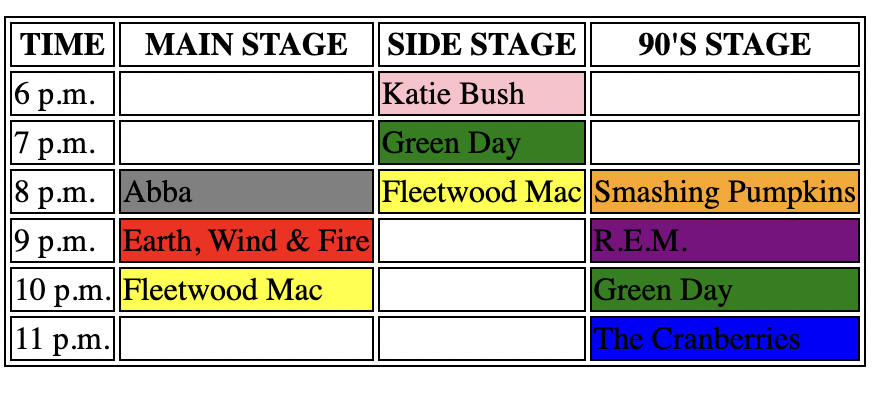 TIME MAIN STAGE SIDE STAGE 90'S STAGE
6 p.m. Katie Bush
7 p.m. Green Day
8 p.m. Abba Fleetwood Mac Smashing Pumpkins
9 p.m. Earth, Wind & Fire R.E.M.
10 p.m. Fleetwood Mac Green Day
11 p.m. The Cranberries